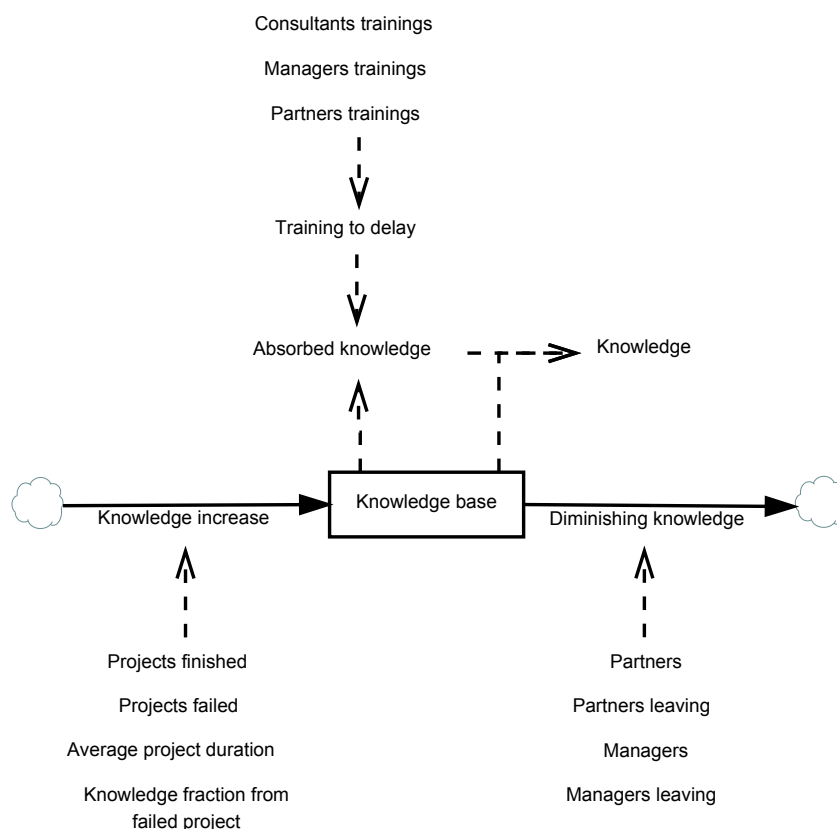 Consultants trainings
Managers trainings
Partners trainings
Training to delay
Absorbed knowledge
Knowledge
Knowledge base
Knowledge increase
Diminishing knowledge
Projects finished
Projects failed
Average project duration
Knowledge fraction from
failed project
Partners
Partners leaving
Managers
Managers leaving